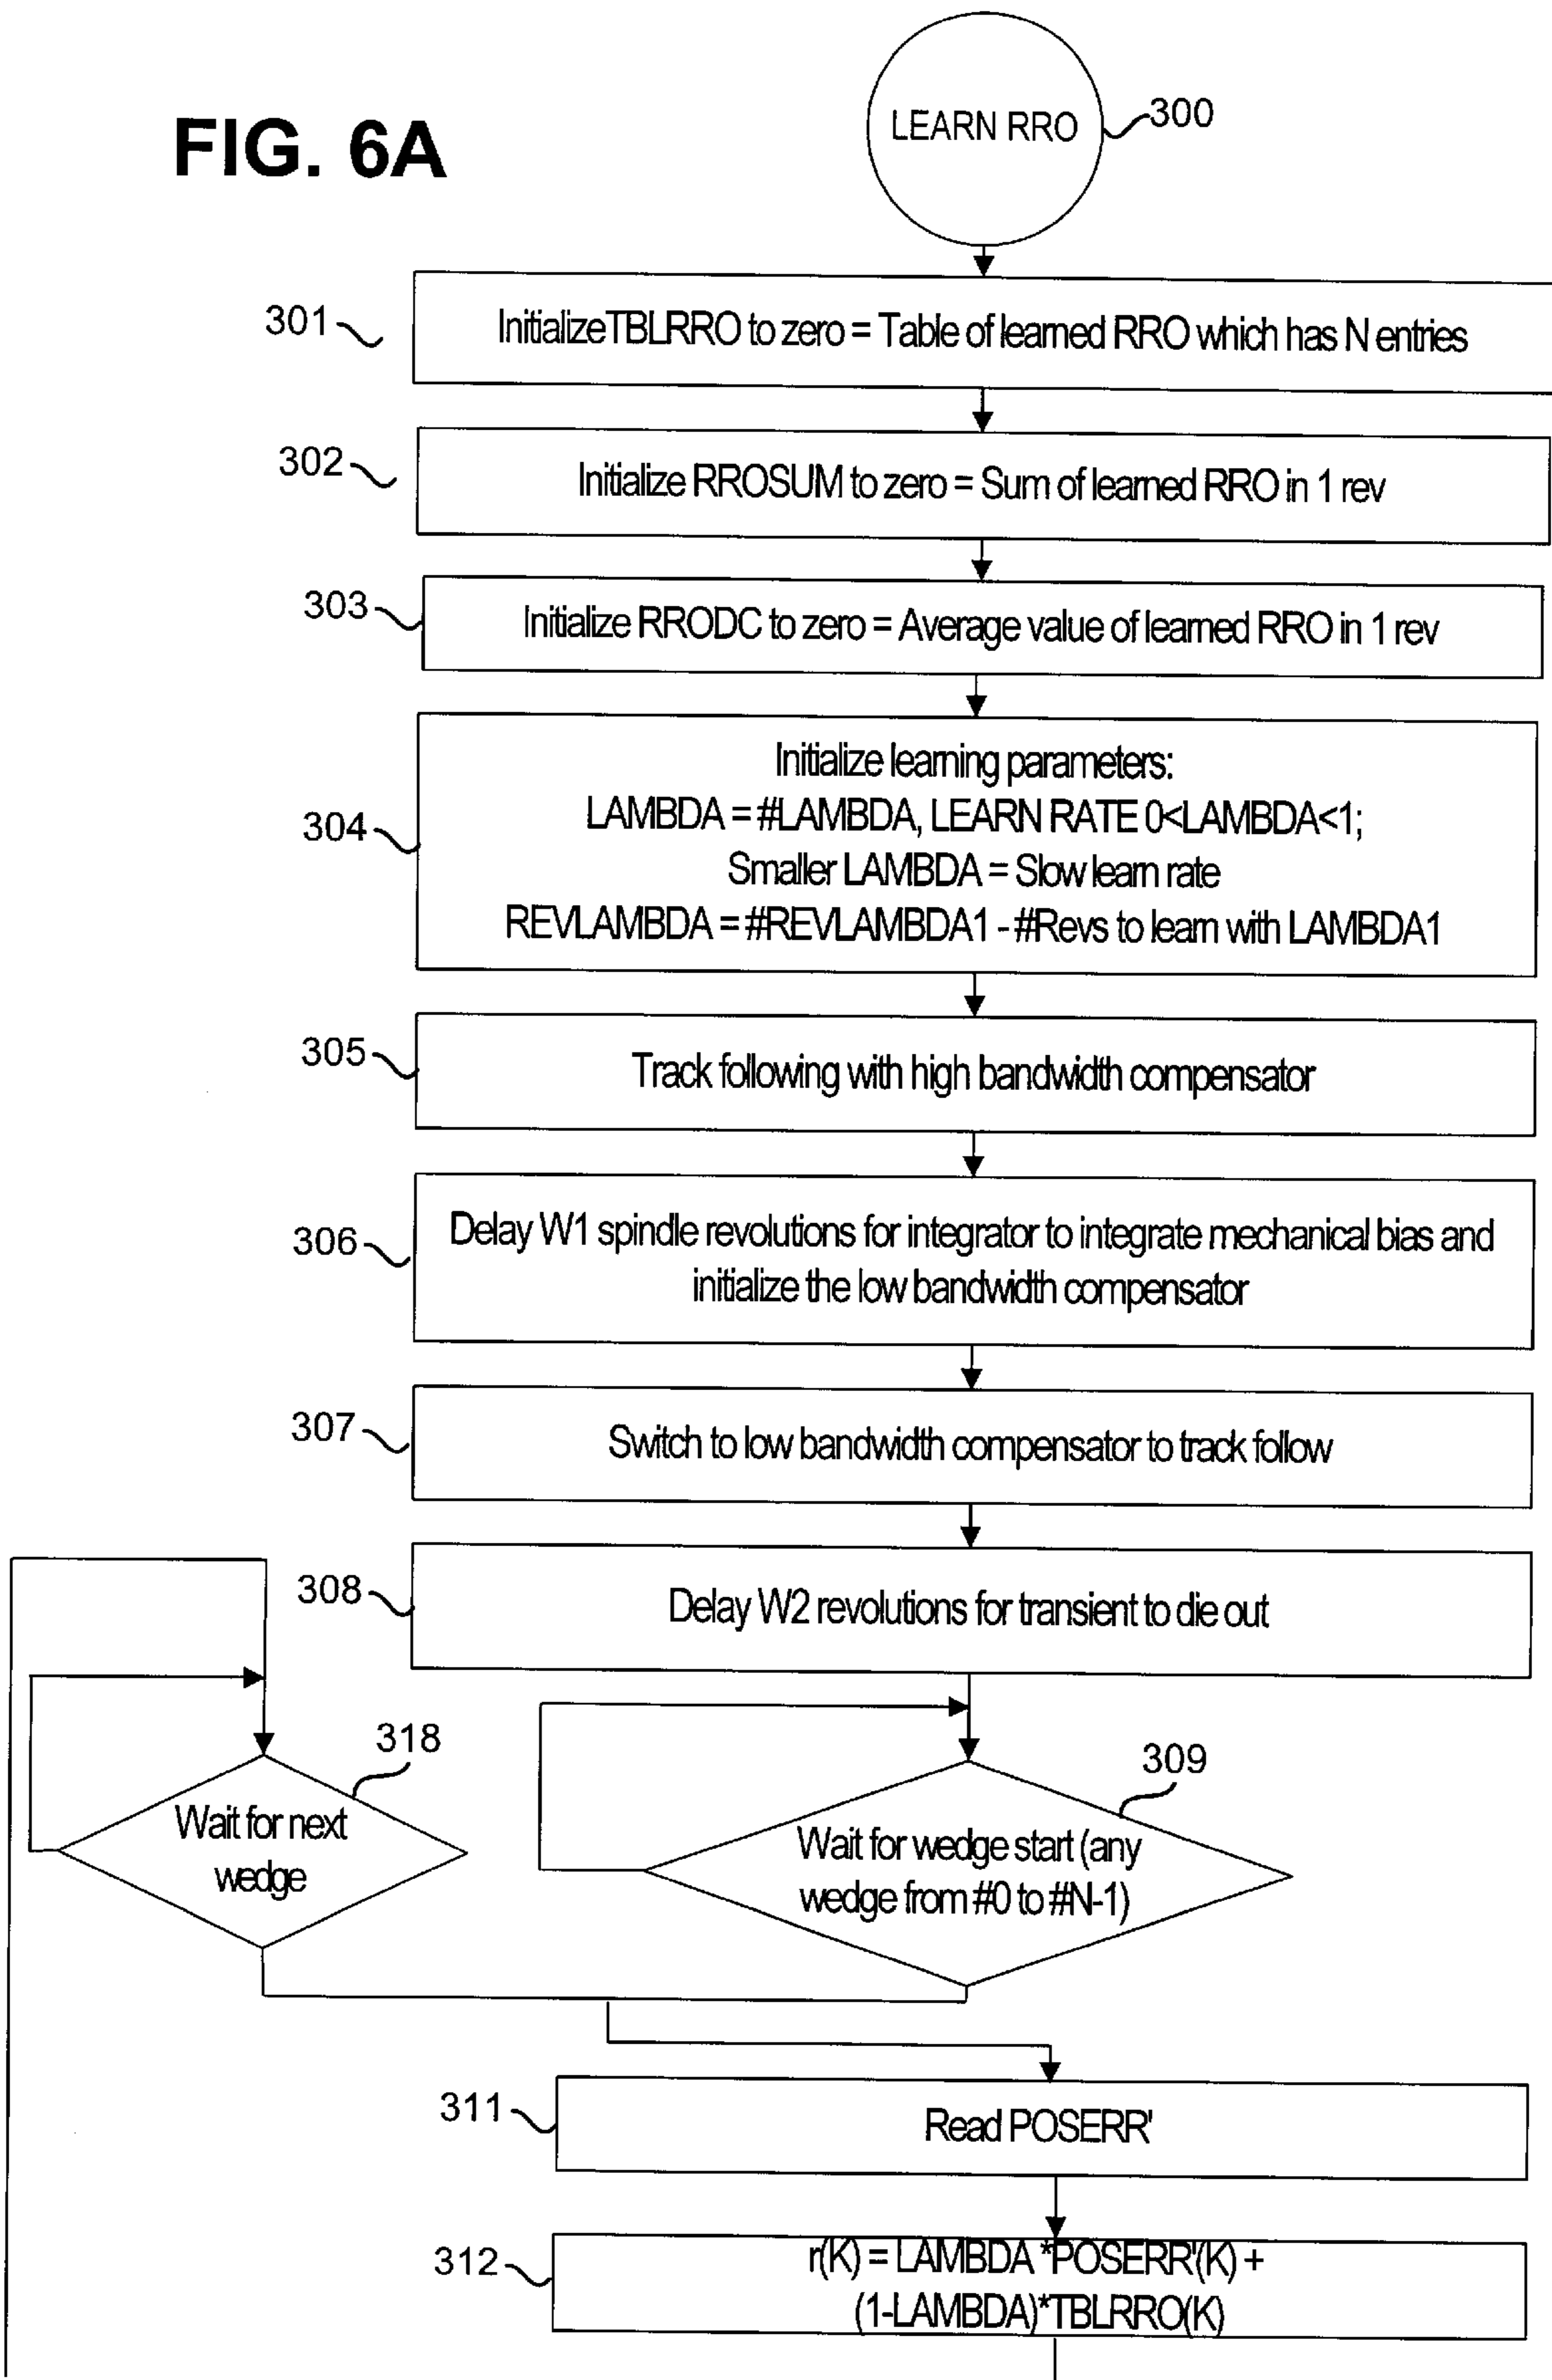 FIG. 6A
LEARN RRO
300
301
InitializeTBLRRO to zero = Table of learned RRO which has N entries
302
Initialize RROSUM to zero = Sum of learned RRO in 1 rev
303
Initialize RRODC to zero = Average value of learned RRO in 1 rev
304
Initialize learning parameters:
LAMBDA = #LAMBDA, LEARN RATE 0<LAMBDA<1;
Smaller LAMBDA = Slow learn rate
REVLAMBDA = #REVLAMBDA1 - #Revs to learn with LAMBDA1
305
Track following with high bandwidth compensator
306
Delay W1 spindle revolutions for integrator to integrate mechanical bias and
initialize the low bandwidth compensator
307
Switch to low bandwidth compensator to track follow
308
Delay W2 revolutions for transient to die out
318
Wait for next
wedge
309
Wait for wedge start (any
wedge from #0 to #N-1)
311
Read POSERR'
312
r(K) = LAMBDA *POSERR'(K) +
(1-LAMBDA)*TBLRRO(K)